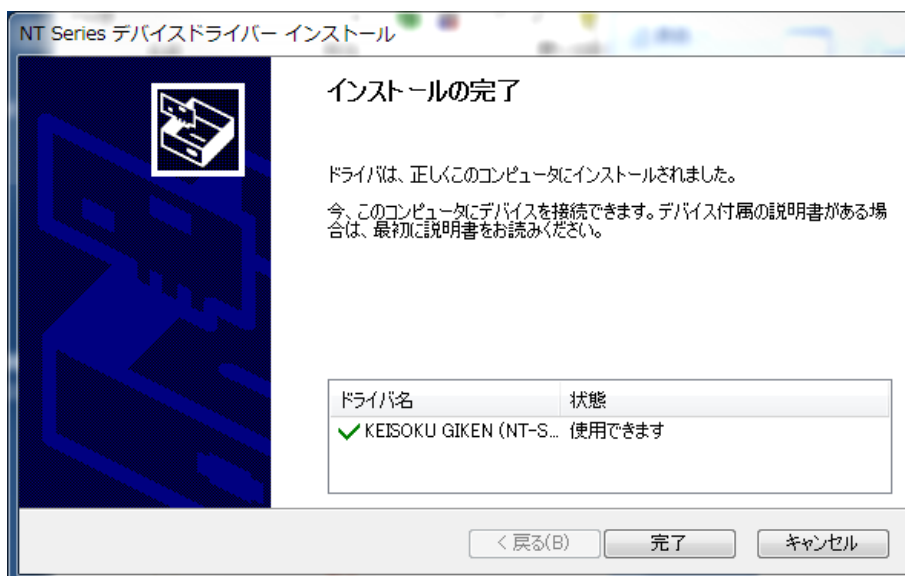 NT Series デバイスドライバー インストール
インストールの完了
ドライバは、正しくこのコンピュータにインストールされました。
今、このコンピュータにデバイスを接続できます。デバイス付属の説明書がある場
合は、最初に説明書をお読みください。
ドライバ名 状態
KEISOKU GIKEN (NT-S... 使用できます
< 戻る(B) 完了 キャンセル